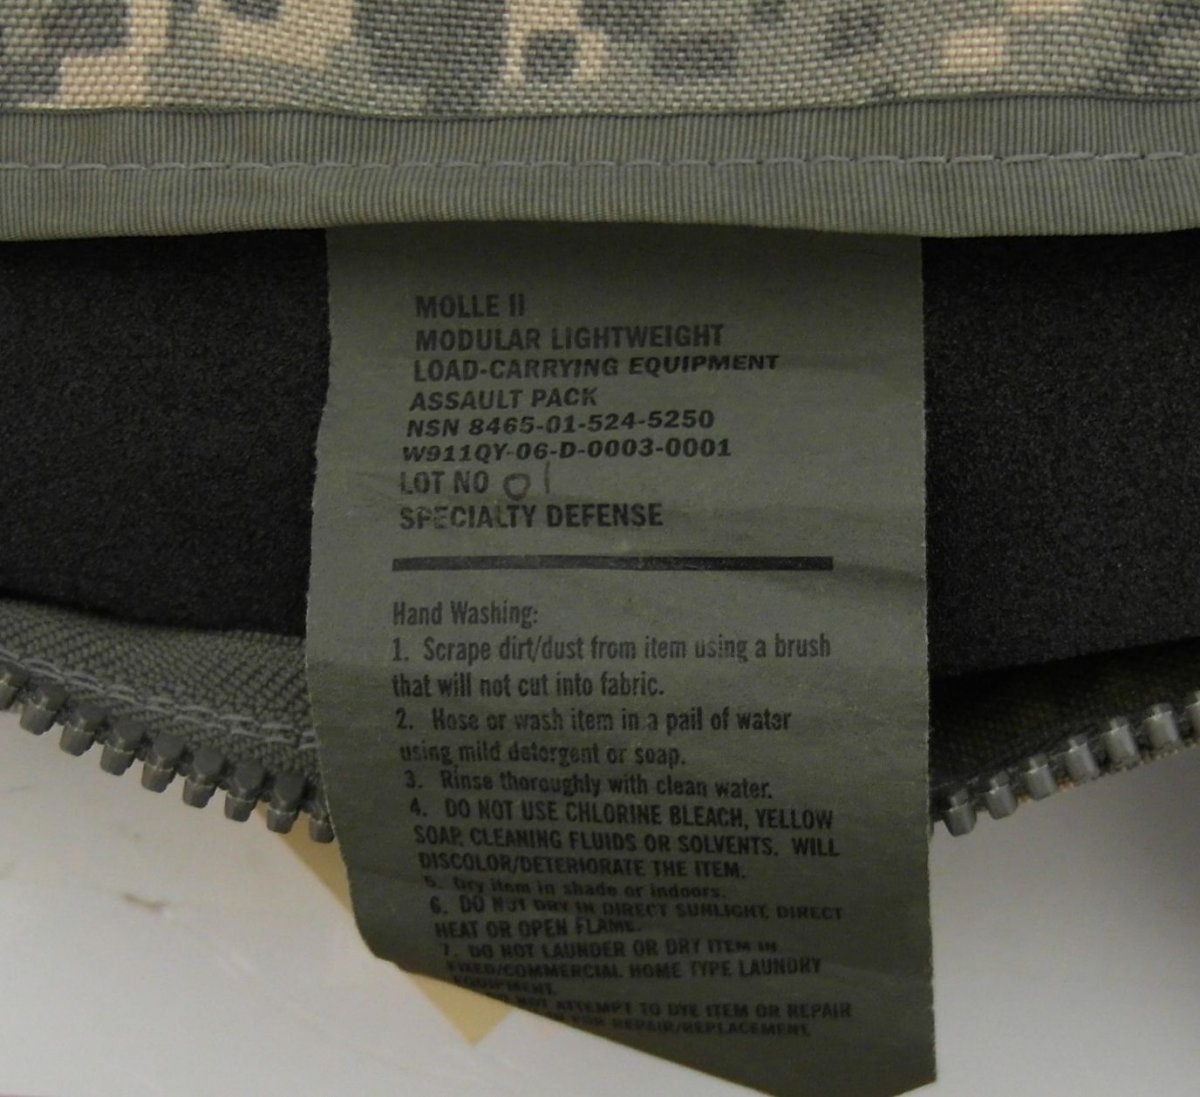 MOLLE II
MODULAR LIGHTWEIGHT
LOAD-CARRYING EQUIPMENT
ASSAULT PACK
NSN 8465-01-524-5250
W911QY-06-D-0003-0001
LOT NO 01
SPECIALTY DEFENSE
Hand Washing:
1. Scrape dirt/dust from item using a brush
that will not cut into fabric.
2. Hose or wash item in a pail of water
using mild detergent or soap.
3. Rinse thoroughly with clean water.
4. DO NOT USE CHLORINE BLEACH, YELLOW
SOAP, CLEANING FLUIDS OR SOLVENTS. WILL
DISCOLOR/DETERIORATE THE ITEM.
5. Dry item in shade or indoors.
6. DO NOT DRY IN DIRECT SUNLIGHT, DIRECT
HEAT OR OPEN FLAME.
7. DO NOT LAUNDER OR DRY ITEM IN
FIXED/COMMERCIAL HOME TYPE LAUNDRY
EQUIPMENT.
NOT ATTEMPT TO DYE ITEM OR REPAIR
FOR REPAIR/REPLACEMENT.